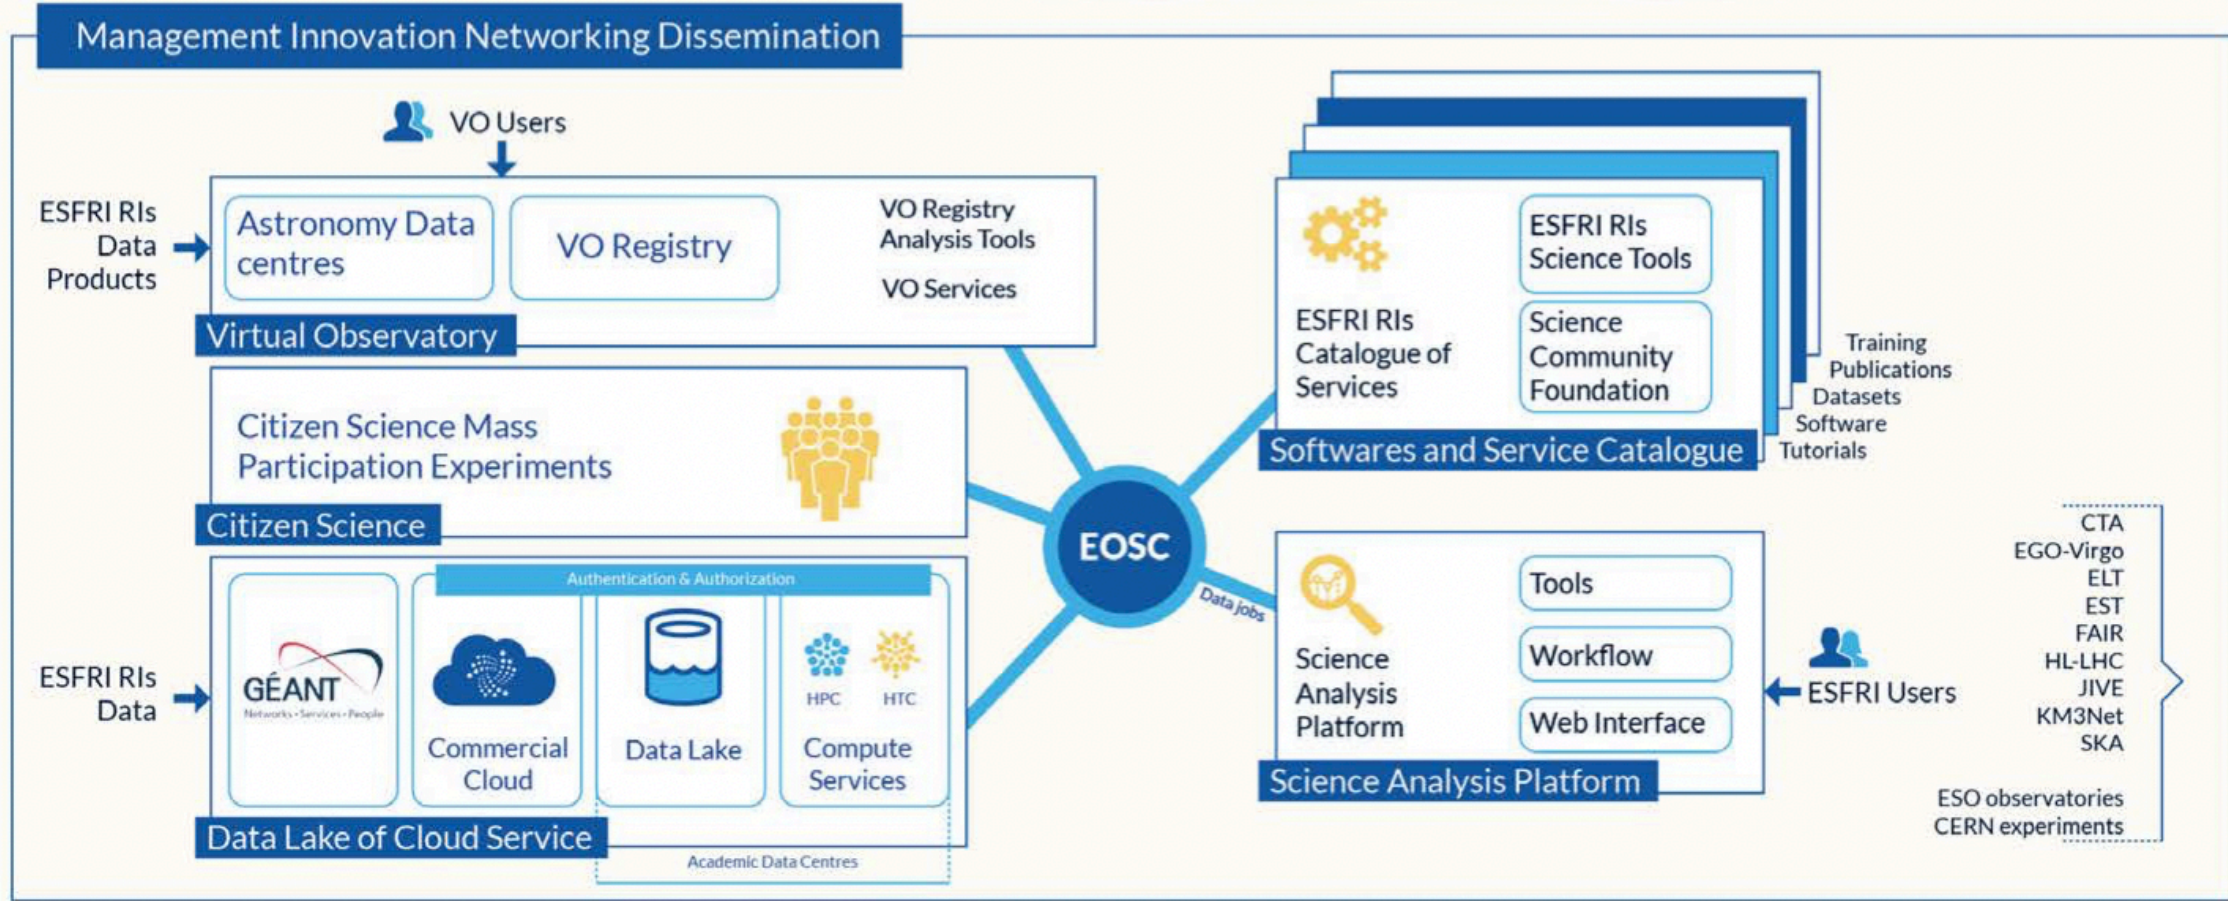 Management Innovation Networking Dissemination
VO Users
ESFRI RIs
Data
Products
Astronomy Data
centres
VO Registry
VO Registry
Analysis Tools
VO Services
Virtual Observatory
Citizen Science Mass
Participation Experiments
Citizen Science
ESFRI RIs
Data
Authentication & Authorization
GÉANT
Networks • Services • People
Commercial
Cloud
Data Lake
HPC
HTC
Compute
Services
Data Lake of Cloud Service
Academic Data Centres
EOSC
Data jobs
ESFRI RIs
Catalogue of
Services
ESFRI RIs
Science Tools
Science
Community
Foundation
Softwares and Service Catalogue
Training
Publications
Datasets
Software
Tutorials
Science
Analysis
Platform
Tools
Workflow
Web Interface
Science Analysis Platform
ESFRI Users
CTA
EGO-Virgo
ELT
EST
FAIR
HL-LHC
JIVE
KM3Net
SKA
ESO observatories
CERN experiments